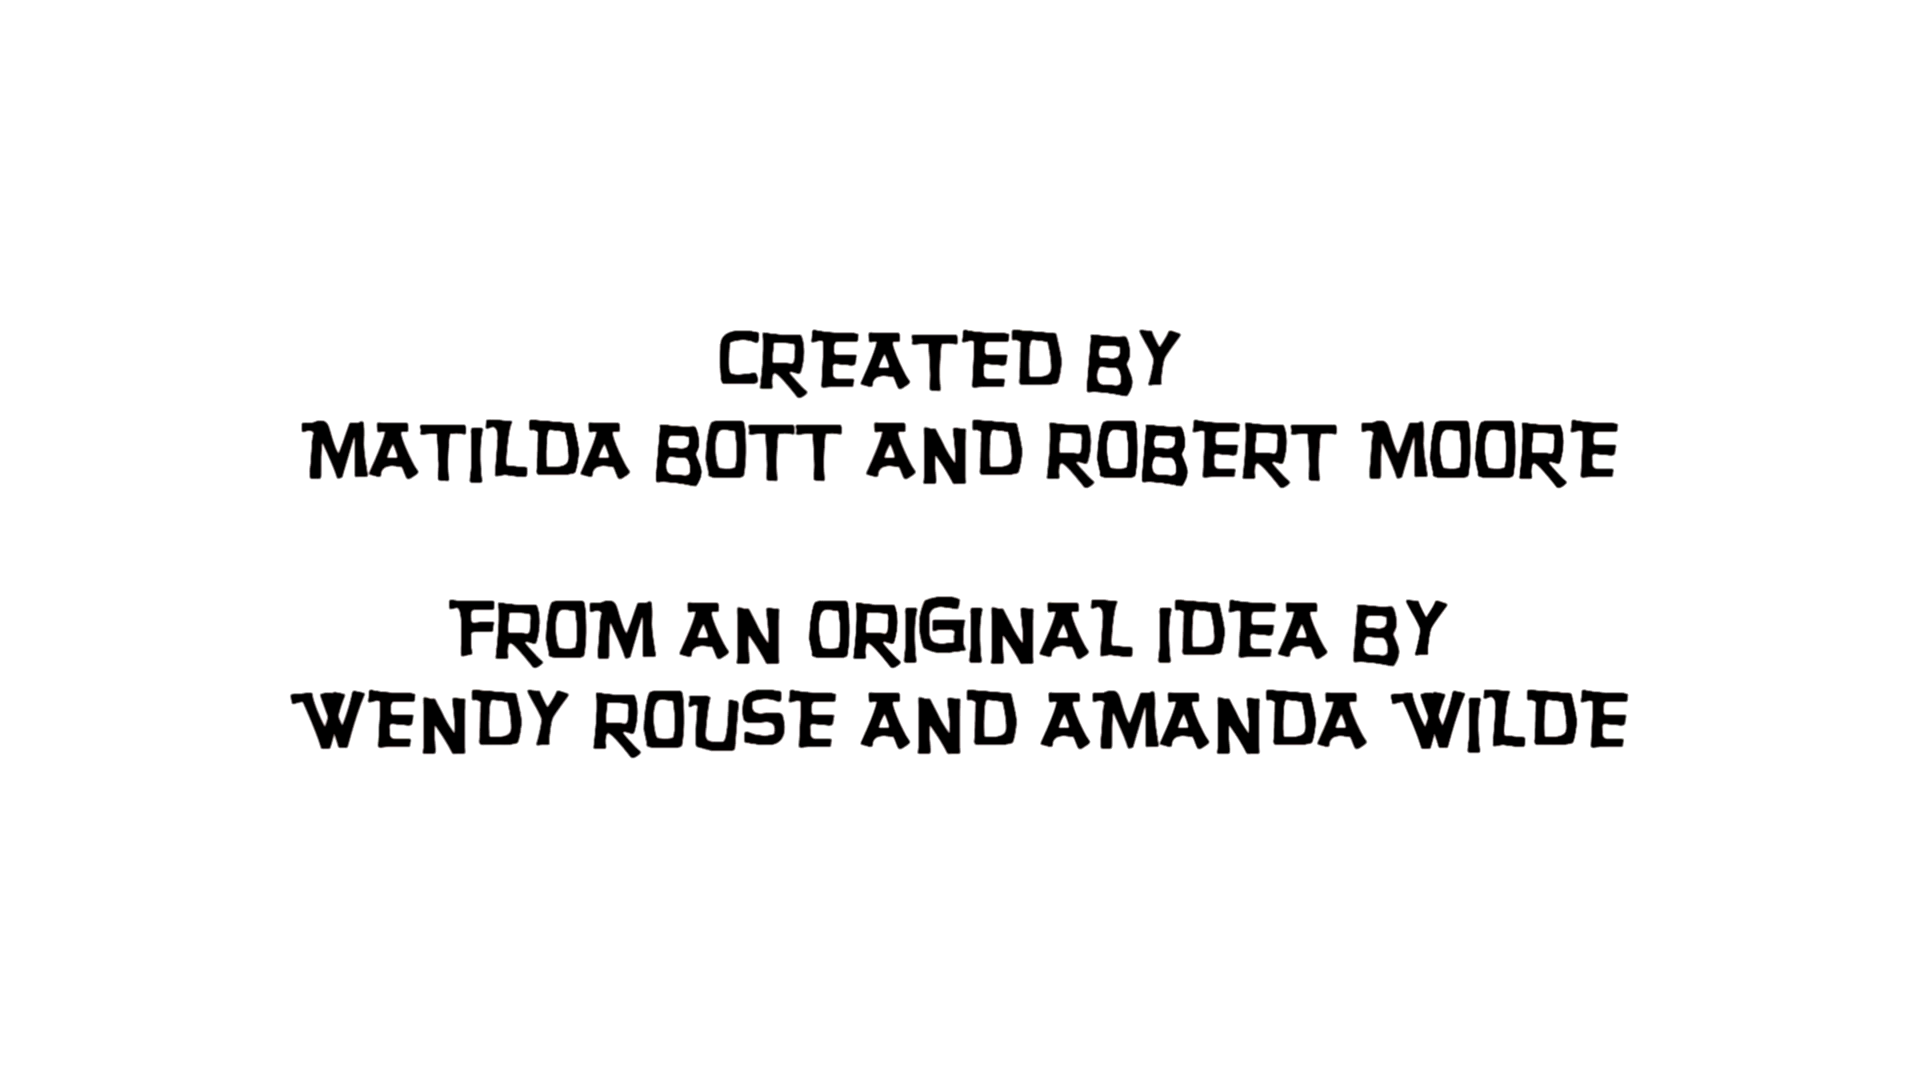 CREATED BY
MATILDA BOTT AND ROBERT MOORE
FROM AN ORIGINAL IDEA BY
WENDY ROUSE AND AMANDA WILDE